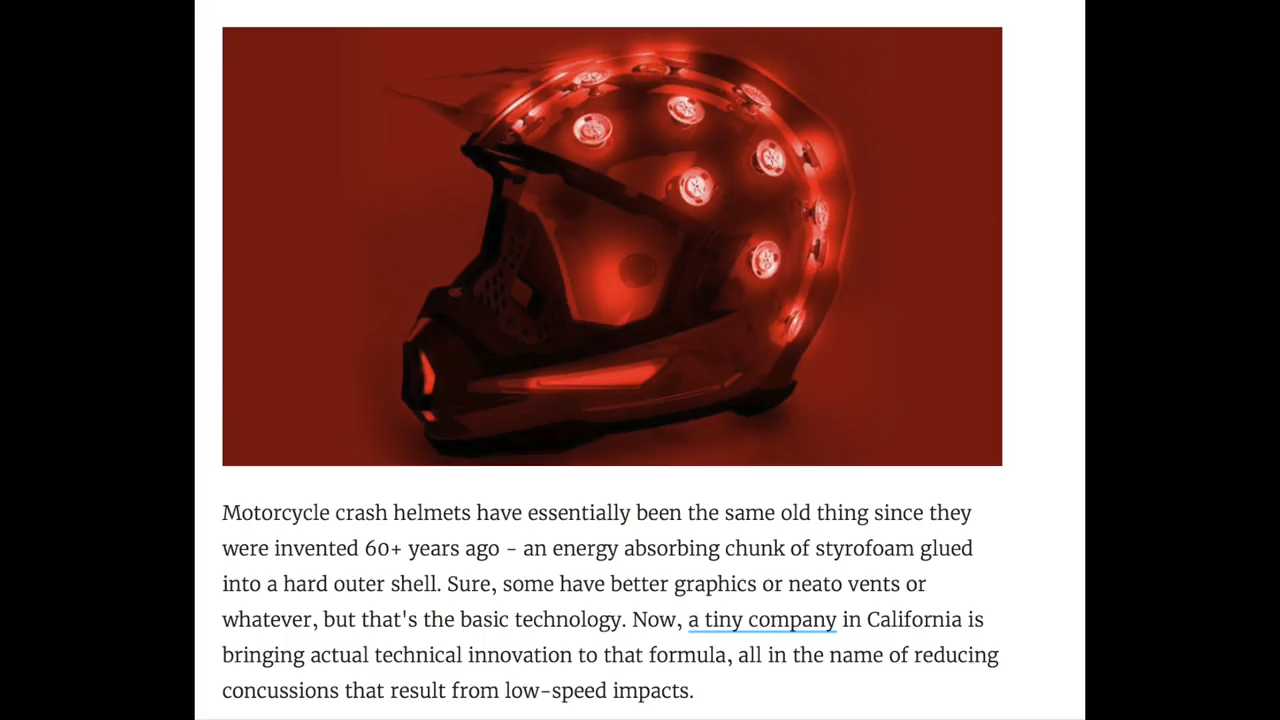 Motorcycle crash helmets have essentially been the same old thing since they
were invented 60+ years ago - an energy absorbing chunk of styrofoam glued
into a hard outer shell. Sure, some have better graphics or neato vents or
whatever, but that's the basic technology. Now, a tiny company in California is
bringing actual technical innovation to that formula, all in the name of reducing
concussions that result from low-speed impacts.